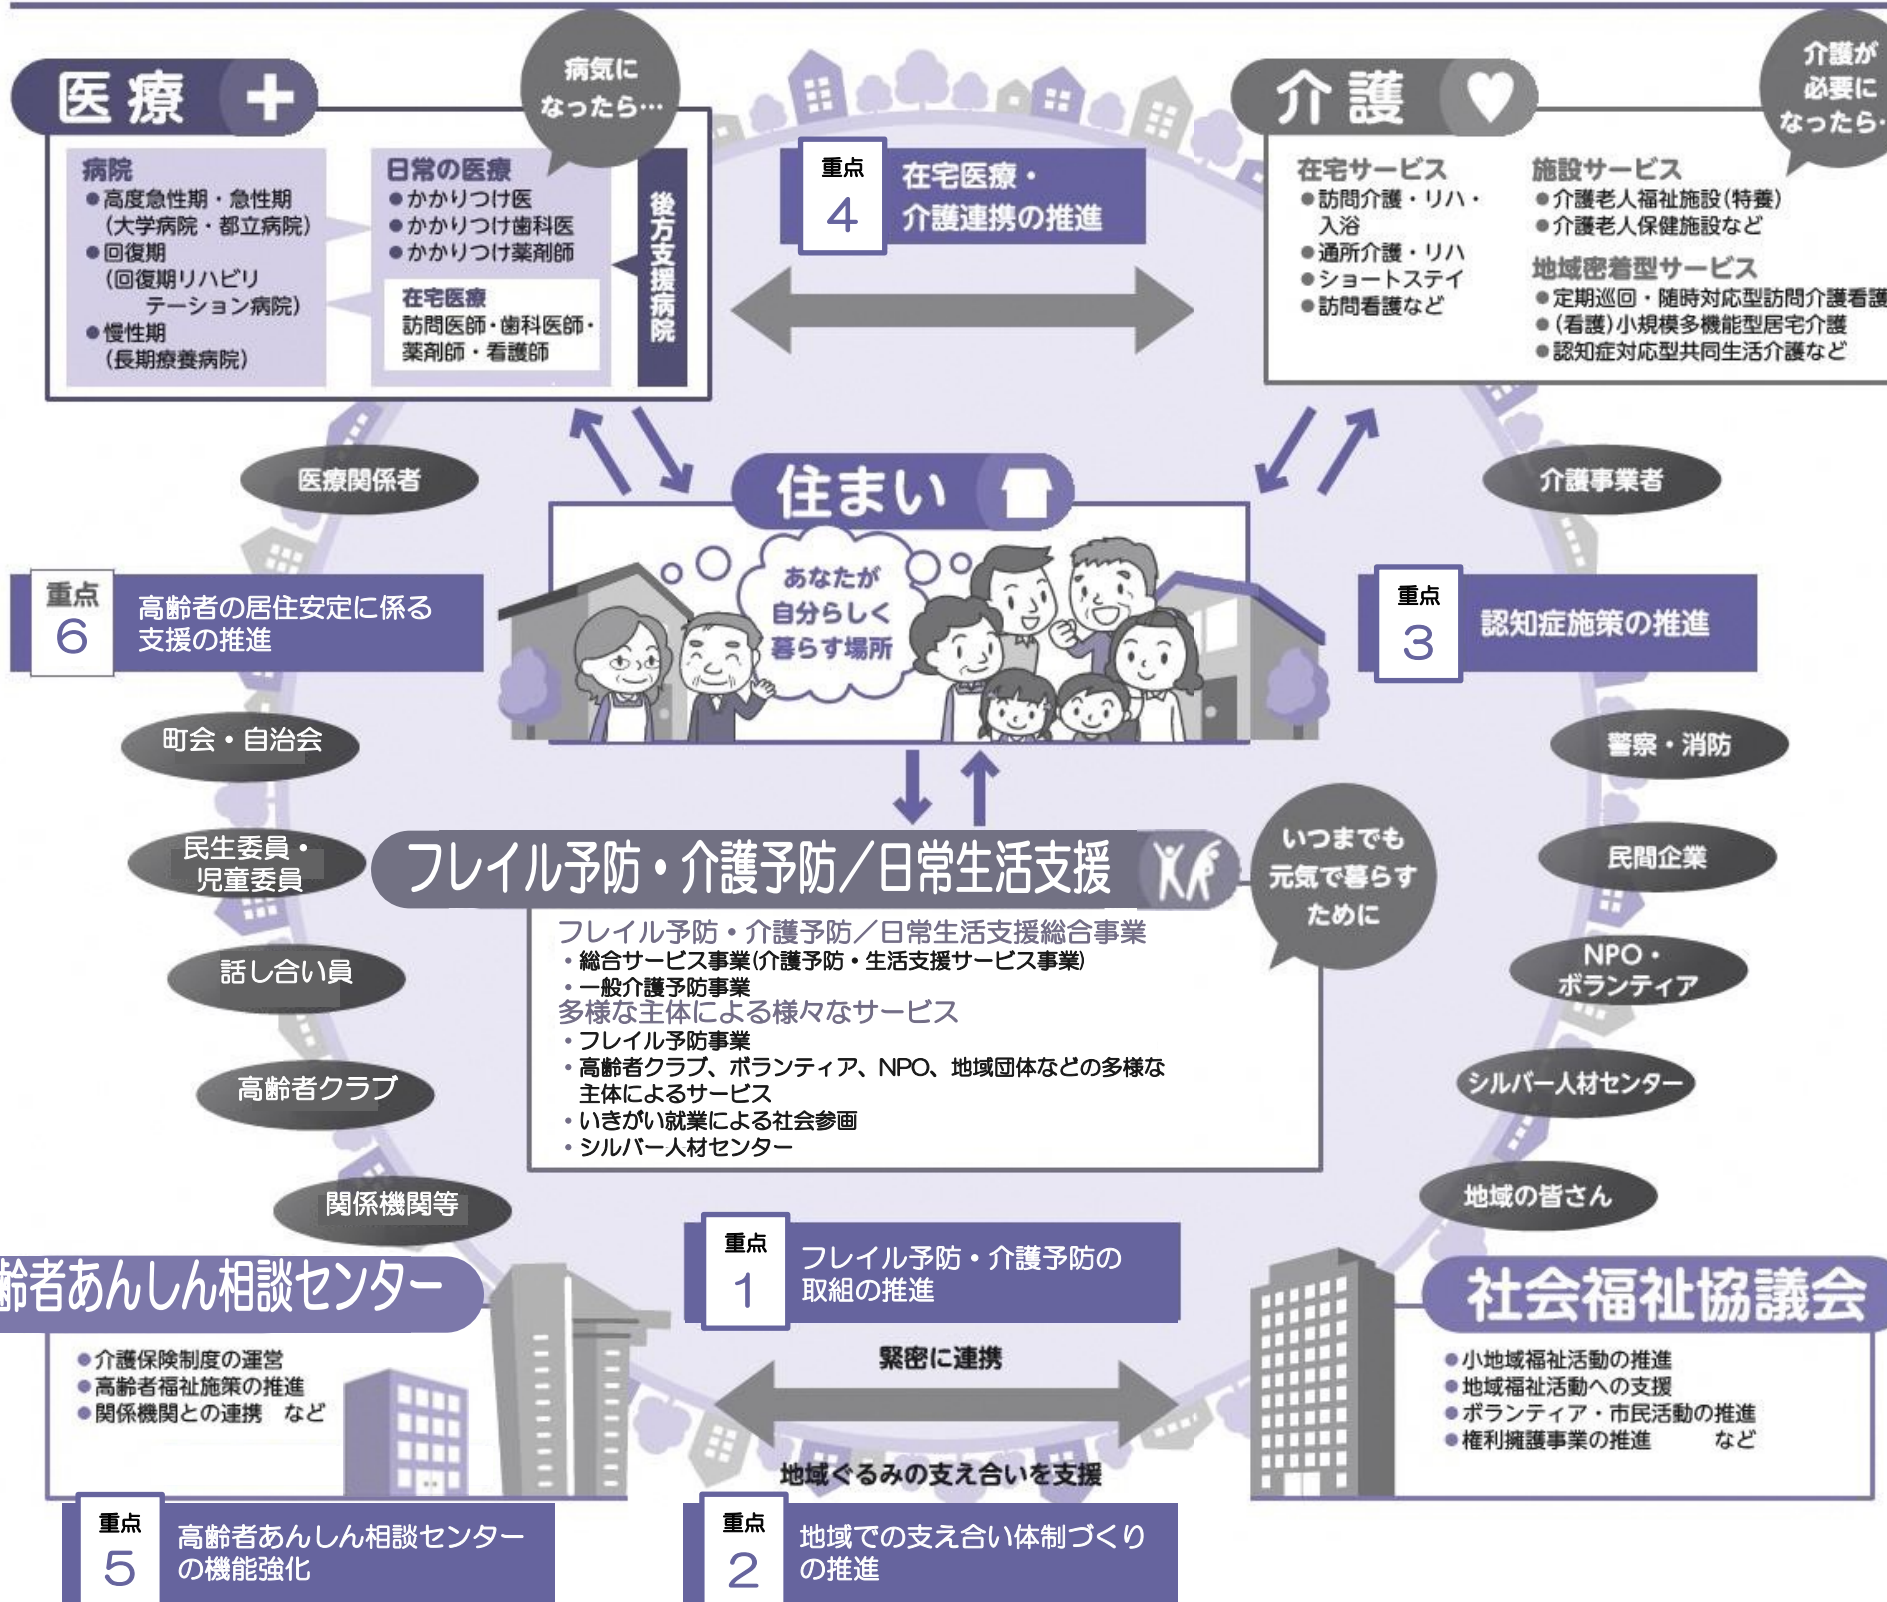 医療
病気に
なったら…
病院
●高度急性期・急性期
(大学病院・都立病院)
●回復期
(回復期リハビリ
テーション病院)
●慢性期
(長期療養病院)
日常の医療
●かかりつけ医
●かかりつけ歯科医
●かかりつけ薬剤師
在宅医療
訪問医師・歯科医師・
薬剤師・看護師
後方支援病院
重点
4
在宅医療・
介護連携の推進
介護
介護が
必要に
なったら・
在宅サービス
●訪問介護・リハ・
入浴
●通所介護・リハ
●ショートステイ
●訪問看護など
施設サービス
●介護老人福祉施設(特養)
●介護老人保健施設など
地域密着型サービス
●定期巡回・随時対応型訪問介護看護
●(看護)小規模多機能型居宅介護
●認知症対応型共同生活介護など
医療関係者
住まい
介護事業者
あなたが
自分らしく
暮らす場所
重点
6
高齢者の居住安定に係る
支援の推進
重点
3
認知症施策の推進
町会・自治会
警察・消防
民生委員・
児童委員
民間企業
話し合い員
NPO・
ボランティア
高齢者クラブ
シルバー人材センター
関係機関等
地域の皆さん
フレイル予防・介護予防／日常生活支援
いつまでも
元気で暮らす
ために
フレイル予防・介護予防／日常生活支援総合事業
・総合サービス事業(介護予防・生活支援サービス事業)
・一般介護予防事業
多様な主体による様々なサービス
・フレイル予防事業
・高齢者クラブ、ボランティア、NPO、地域団体などの多様な
主体によるサービス
・いきがい就業による社会参画
・シルバー人材センター
重点
1
フレイル予防・介護予防の
取組の推進
齢者あんしん相談センター
●介護保険制度の運営
●高齢者福祉施策の推進
●関係機関との連携　など
緊密に連携
地域ぐるみの支え合いを支援
社会福祉協議会
●小地域福祉活動の推進
●地域福祉活動への支援
●ボランティア・市民活動の推進
●権利擁護事業の推進　　など
重点
5
高齢者あんしん相談センター
の機能強化
重点
2
地域での支え合い体制づくり
の推進